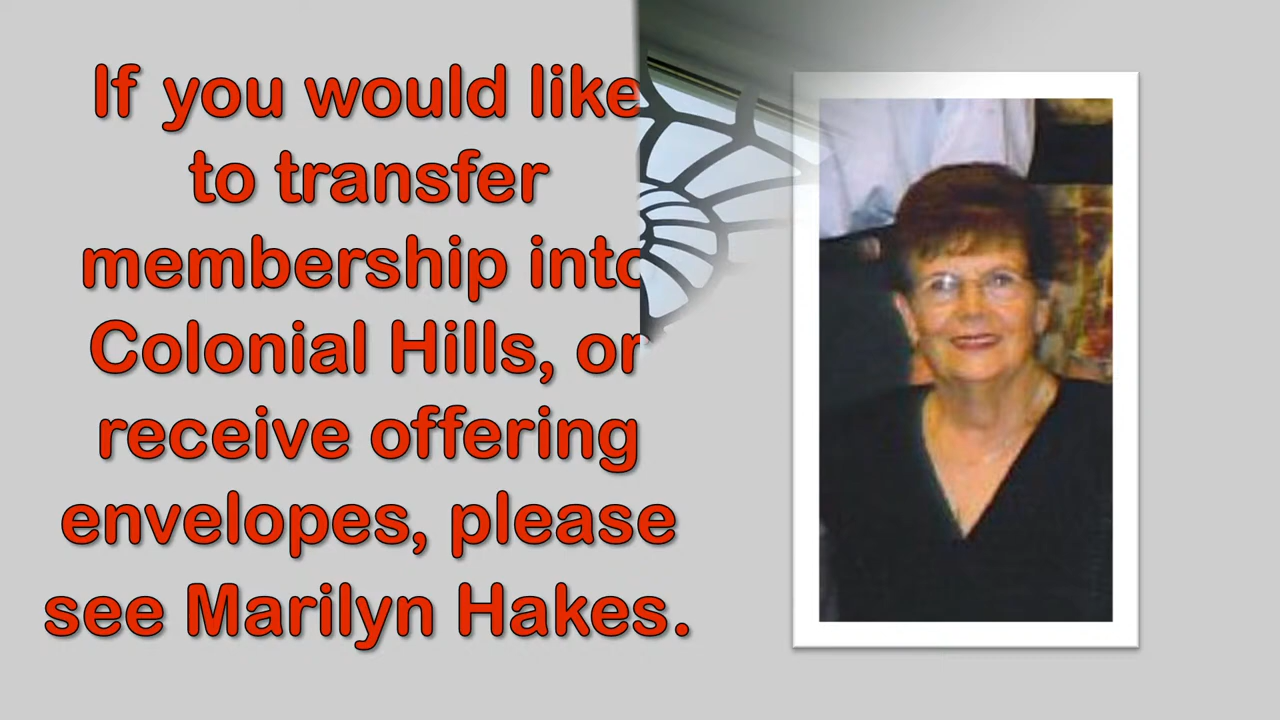 If you would like
to transfer
membership into
Colonial Hills, or
receive offering
envelopes, please
see Marilyn Hakes.